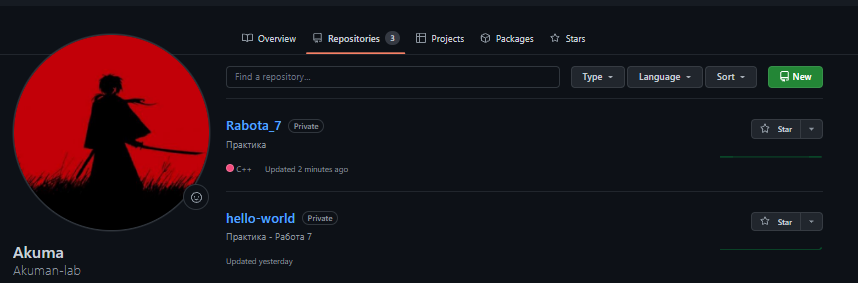 Overview Repositories 3 Projects Packages Stars
Find a repository... Type Language Sort New
Rabota_7 Private Star
Практика
C++ Updated 2 minutes ago
hello-world Private Star
Практика - Работа 7
Updated yesterday
Akuma
Akuman-lab